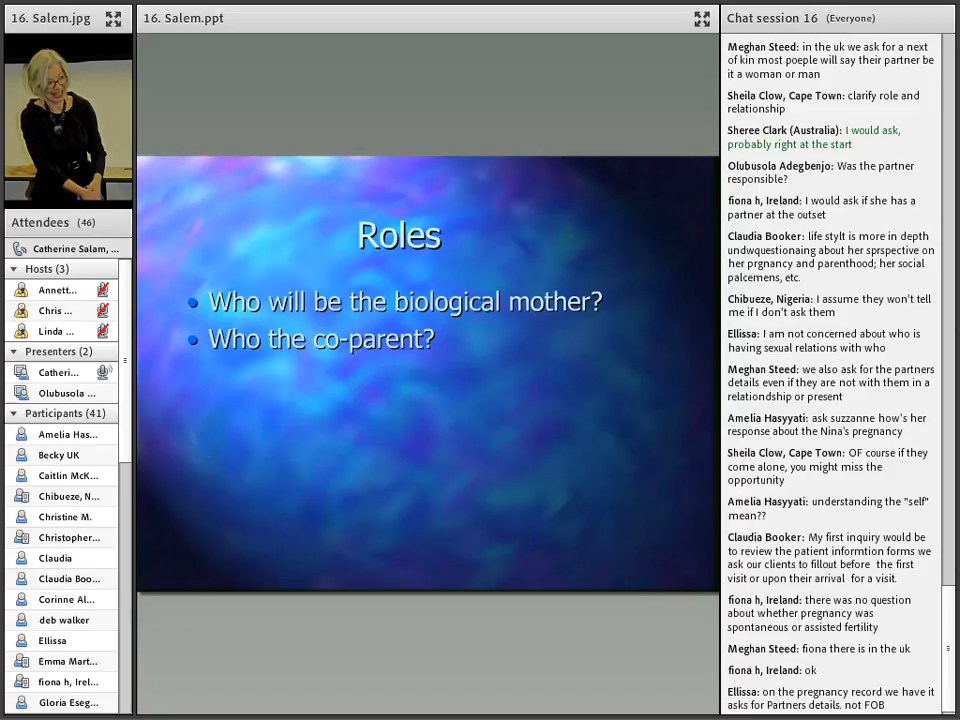 16. Salem.jpg
Attendees (46)
Catherine Salam, ...
Hosts (3)
Annett...
Chris ...
Linda ...
Presenters (2)
Catheri...
Olubusola ...
Participants (41)
Amelia Has...
Becky UK
Caitlin McK...
Chibueze, N...
Christine M.
Christopher...
Claudia
Claudia Boo...
Corinne Al...
deb walker
Ellissa
Emma Mart...
fiona h, Irel...
Gloria Eseg...
16. Salem.ppt
Roles
• Who will be the biological mother?
• Who the co-parent?
Chat session 16 (Everyone)
Meghan Steed: in the uk we ask for a next
of kin most poeple will say their partner be
it a woman or man
Sheila Clow, Cape Town: clarify role and
relationship
Sheree Clark (Australia): I would ask,
probably right at the start
Olubusola Adegbenjo: Was the partner
responsible?
fiona h, Ireland: I would ask if she has a
partner at the outset
Claudia Booker: life stylt is more in depth
undwquestionaing about her sprspective on
her prgnancy and parenthood; her social
palcemens, etc.
Chibueze, Nigeria: I assume they won't tell
me if I don't ask them
Ellissa: I am not concerned about who is
having sexual relations with who
Meghan Steed: we also ask for the partners
details even if they are not with them in a
releationdship or present
Amelia Hasyyati: ask suzzanne how's her
response about the Nina's pregnancy
Sheila Clow, Cape Town: OF course if they
come alone, you might miss the
opportunity
Amelia Hasyyati: understanding the "self"
mean??
Claudia Booker: My first inquiry would be
to review the patient informtion forms we
ask our clients to fillout before the first
visit or upon their arrival for a visit.
fiona h, Ireland: there was no question
about whether pregnancy was
spontaneous or assisted fertility
Meghan Steed: fiona there is in the uk
fiona h, Ireland: ok
Ellissa: on the pregnancy record we have it
asks for Partners details. not FOB